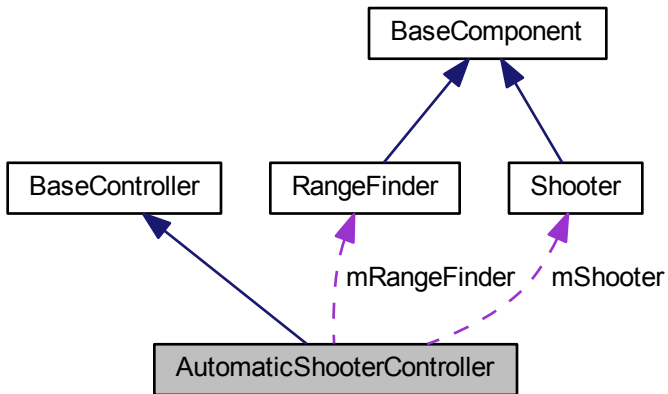 BaseComponent
BaseController
RangeFinder
Shooter
mRangeFinder
mShooter
AutomaticShooterController